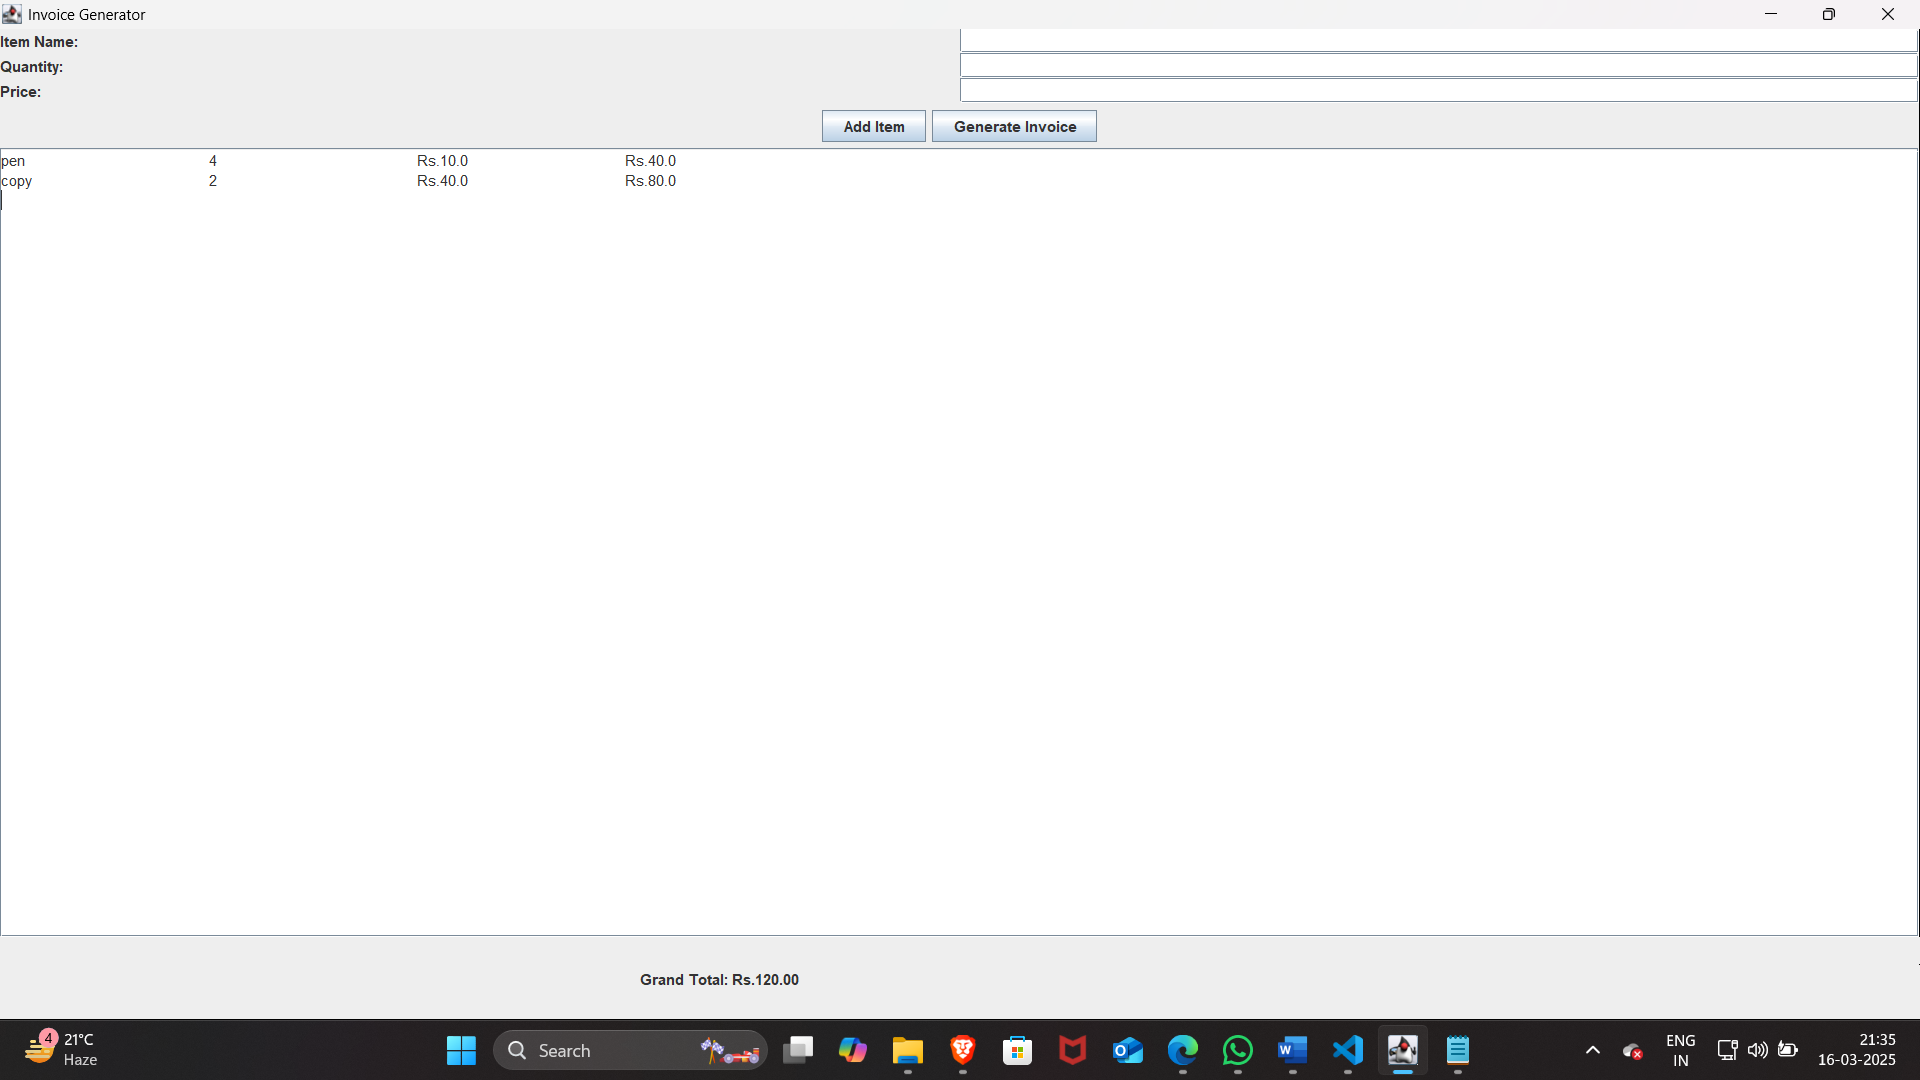 Invoice Generator
Item Name:
Quantity:
Price:
Add Item Generate Invoice
pen 4 Rs.10.0 Rs.40.0
copy 2 Rs.40.0 Rs.80.0
Grand Total: Rs.120.00
4 21°C
Haze
Search
ENG
IN
21:35
16-03-2025